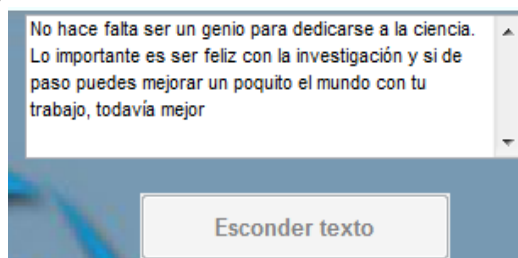 No hace falta ser un genio para dedicarse a la ciencia.
Lo importante es ser feliz con la investigación y si de
paso puedes mejorar un poquito el mundo con tu
trabajo, todavía mejor
Esconder texto